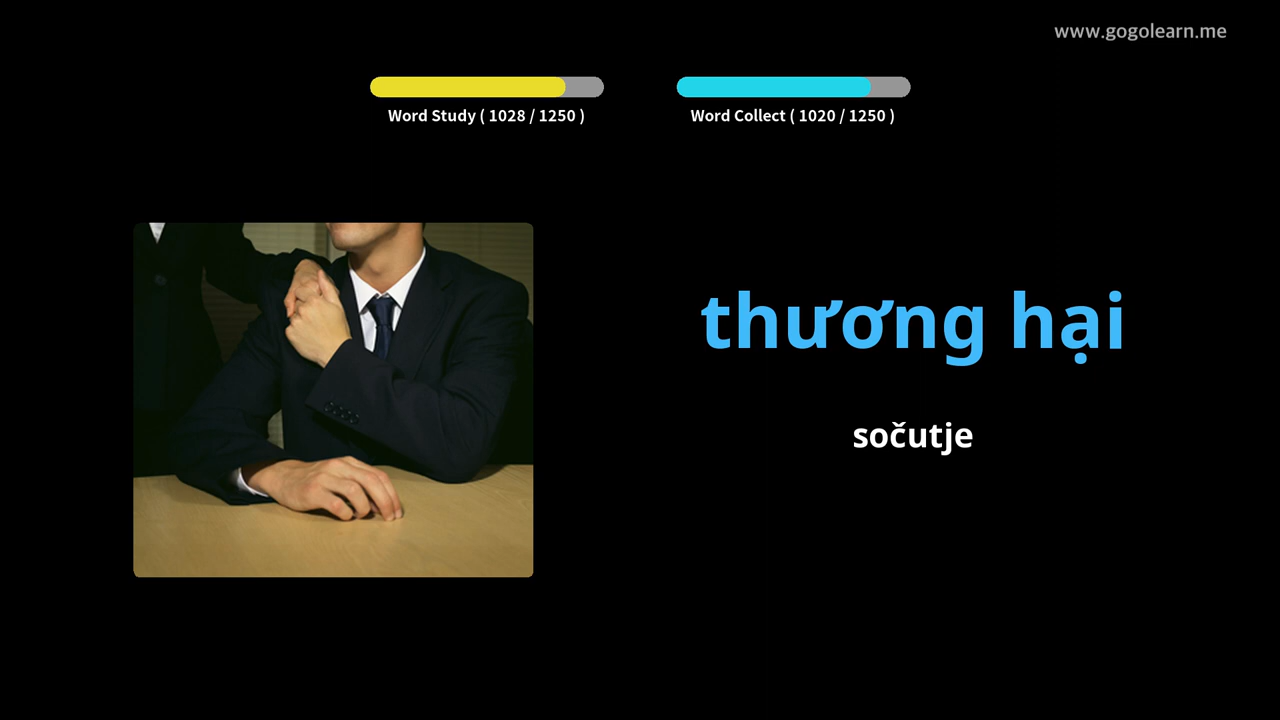 www.gogolearn.me
Word Study ( 1028 / 1250 )
Word Collect ( 1020 / 1250 )
thương hại
sočutje